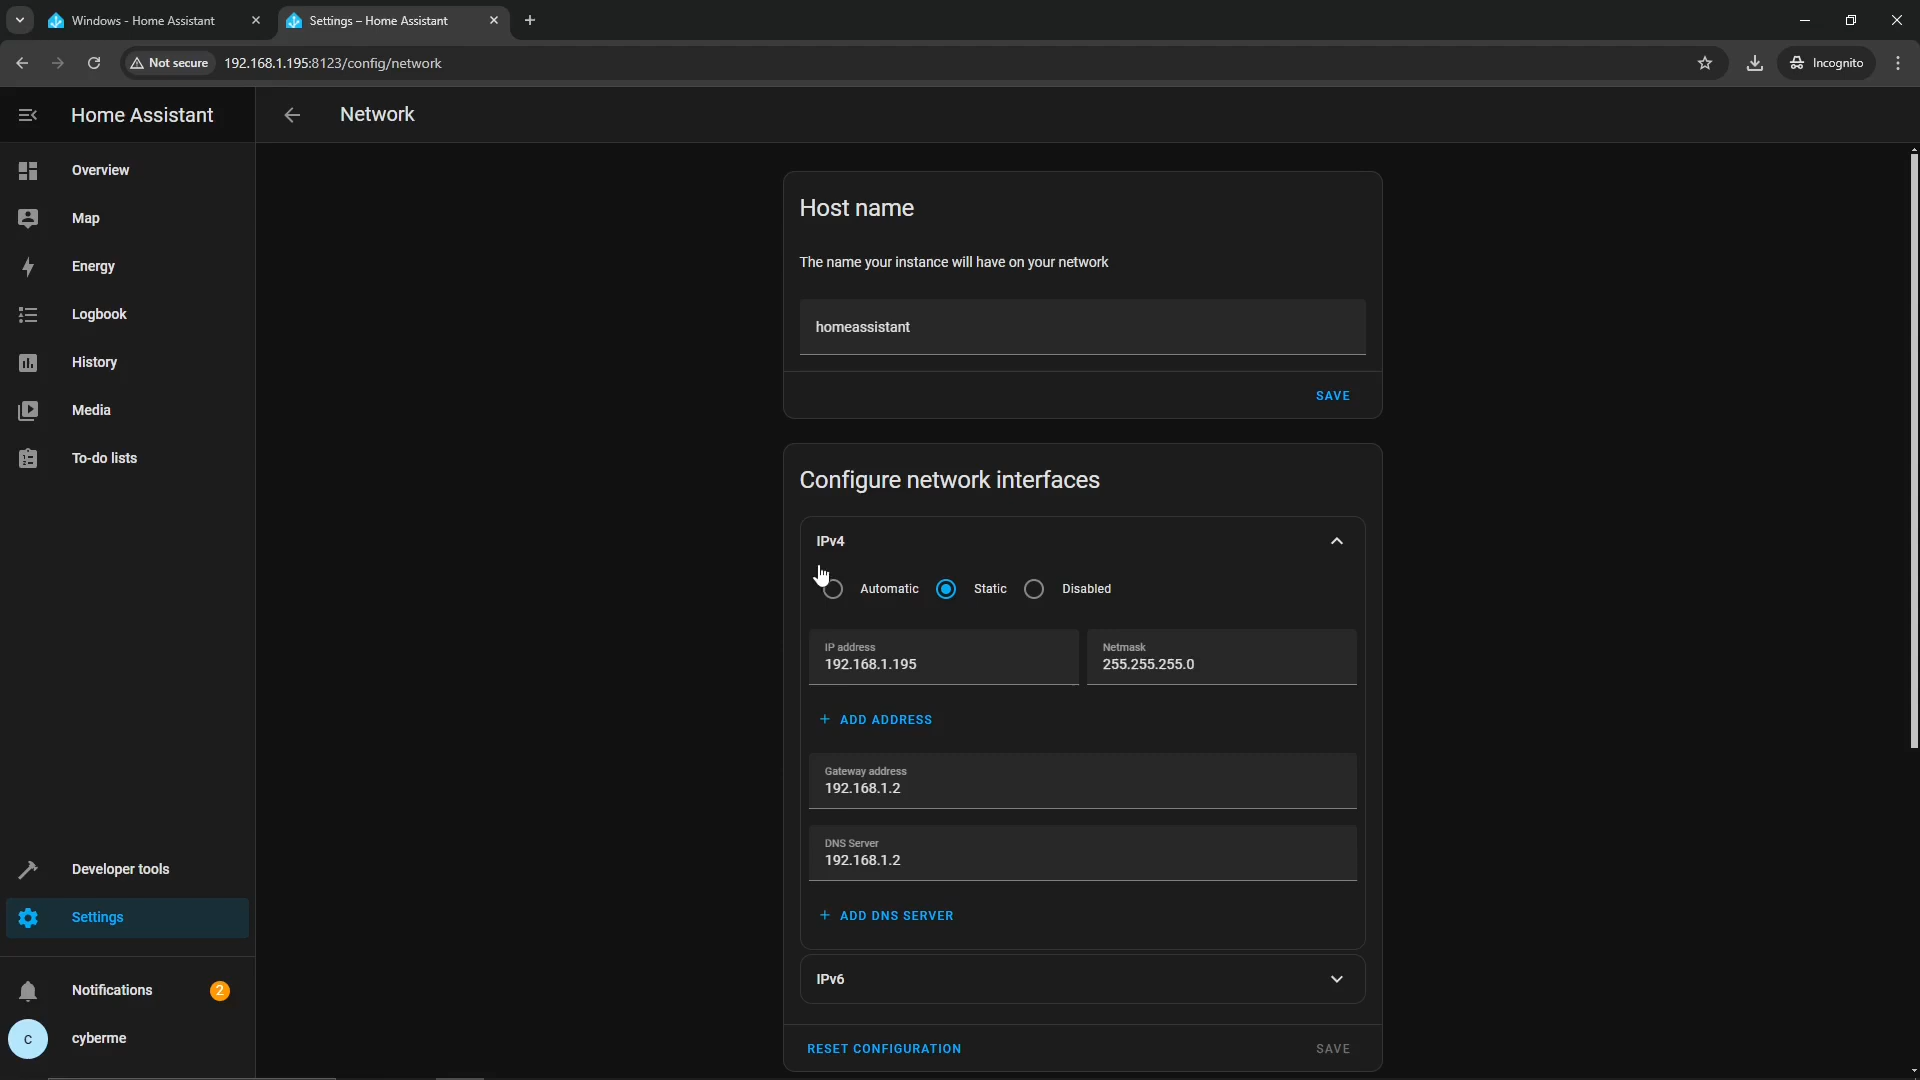 Windows - Home Assistant
Settings – Home Assistant
Not secure
192.168.1.195:8123/config/network
Incognito
Home Assistant
Network
Overview
Map
Energy
Logbook
History
Media
To-do lists
Developer tools
Settings
Notifications
2
C
cyberme
Host name
The name your instance will have on your network
homeassistant
SAVE
Configure network interfaces
IPv4
Automatic
Static
Disabled
IP address
192.168.1.195
Netmask
255.255.255.0
+ ADD ADDRESS
Gateway address
192.168.1.2
DNS Server
192.168.1.2
+ ADD DNS SERVER
IPv6
RESET CONFIGURATION
SAVE